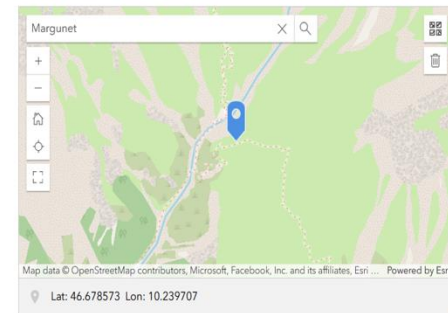 Margunet
Map data © OpenStreetMap contributors, Microsoft, Facebook, Inc. and its affiliates, Esri ... Powered by Esri
Lat: 46.678573 Lon: 10.239707